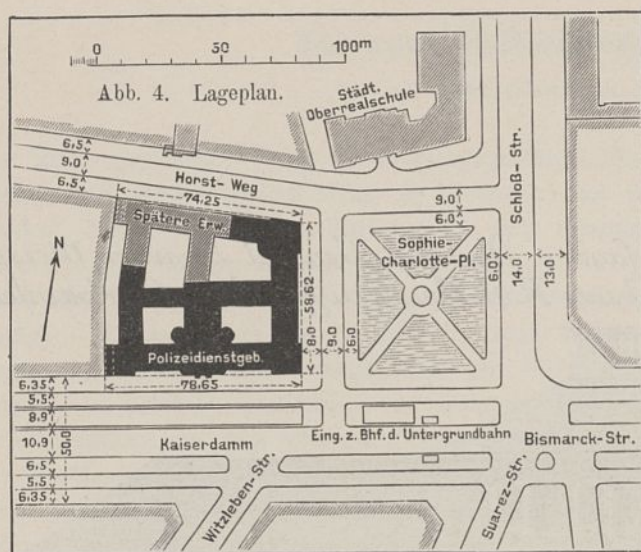 0 50 100m
Abb. 4. Lageplan.
Städt.
Oberrealschule
Schloß-Str.
6,5
9,0
6,5
Horst-Weg
74,25
Spätere Erw.
9,0
6,0
N
Sophie-
Charlotte-Pl.
6,0
14,0
13,0
58,62
8,0
9,0
6,0
Polizeidienstgeb.
78,65
6,35
5,5
8,9
10,9
6,5
5,5
6,35
50,0
Kaiserdamm
Eing. z. Bhf. d. Untergrundbahn
Bismarck-Str.
Witzleben-Str.
Suarez-Str.